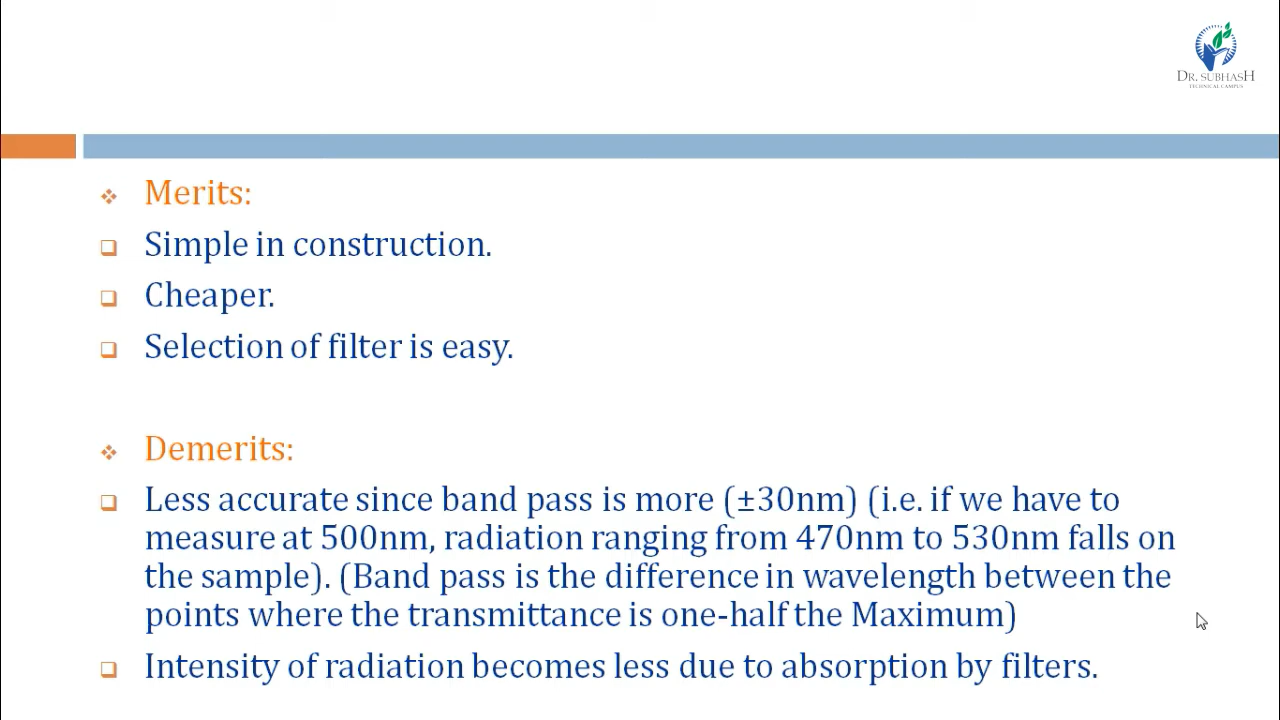 DR. SUBHASH
TECHNICAL CAMPUS
Merits:
Simple in construction.
Cheaper.
Selection of filter is easy.
Demerits:
Less accurate since band pass is more (±30nm) (i.e. if we have to
measure at 500nm, radiation ranging from 470nm to 530nm falls on
the sample). (Band pass is the difference in wavelength between the
points where the transmittance is one-half the Maximum)
Intensity of radiation becomes less due to absorption by filters.